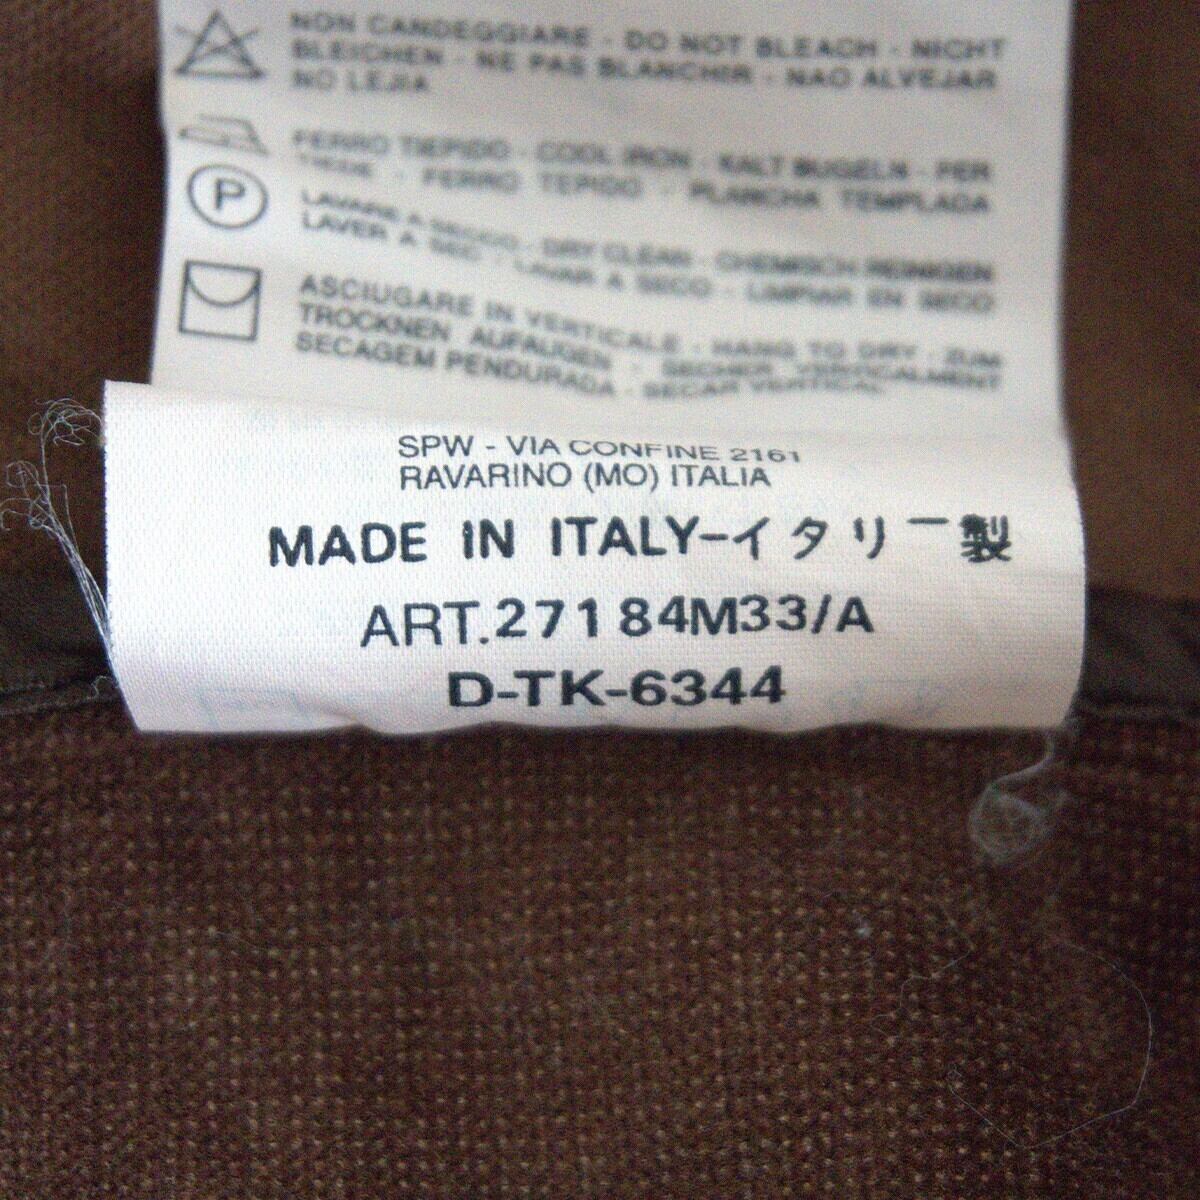 NON CANDEGGIARE - DO NOT BLEACH - NICHT
BLEICHEN - NE PAS BLANCHIR - NAO ALVEJAR
NO LEJIA
FERRO TIEPIDO - COOL IRON - KALT BUGELN - FER
TIEDE - FERRO TEPIDO - PLANCHA TEMPLADA
P
LAVARE A SECCO - DRY CLEAN - CHEMISCH REINIGEN
LAVER A SEC - LAVAR A SECO - LIMPIAR EN SECO
ASCIUGARE IN VERTICALE - HANG TO DRY - ZUM
TROCKNEN AUFAUGEN - SECHER VERTICALMENT
SECAGEM PENDURADA - SECAR VERTICAL
SPW - VIA CONFINE 2161
RAVARINO (MO) ITALIA
MADE IN ITALY-イタリー製
ART.27184M33/A
D-TK-6344